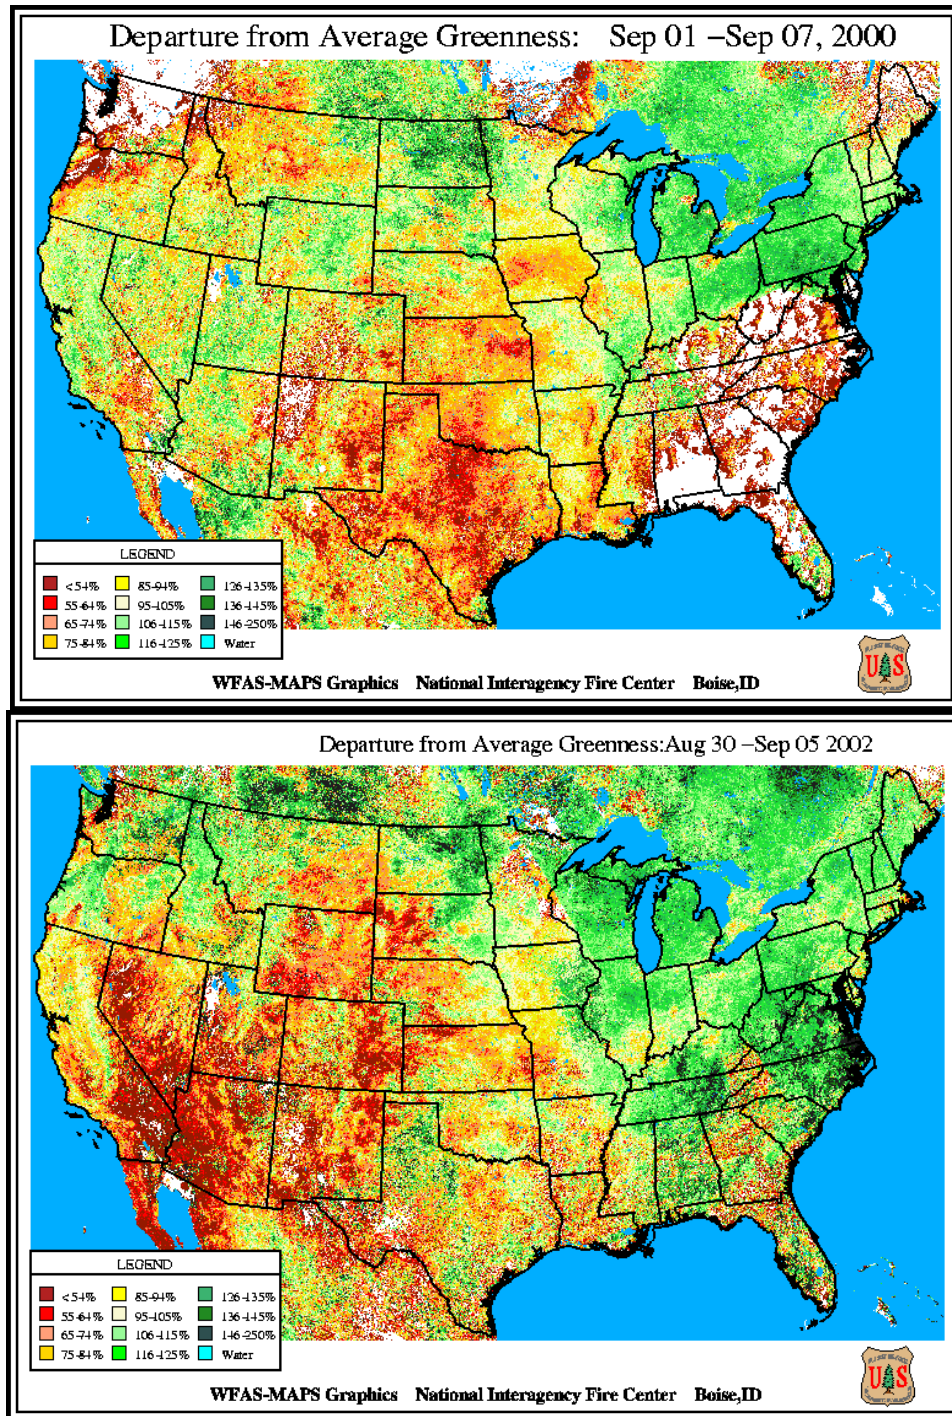 Departure from Average Greenness: Sep 01 –Sep 07, 2000
LEGEND
<54% 85-94% 126-135%
55-64% 95-105% 136-145%
65-74% 106-115% 146-250%
75-84% 116-125% Water
US
WFAS-MAPS Graphics National Interagency Fire Center Boise,ID
Departure from Average Greenness:Aug 30 –Sep 05 2002
LEGEND
<54% 85-94% 126-135%
55-64% 95-105% 136-145%
65-74% 106-115% 146-250%
75-84% 116-125% Water
US
WFAS-MAPS Graphics National Interagency Fire Center Boise,ID